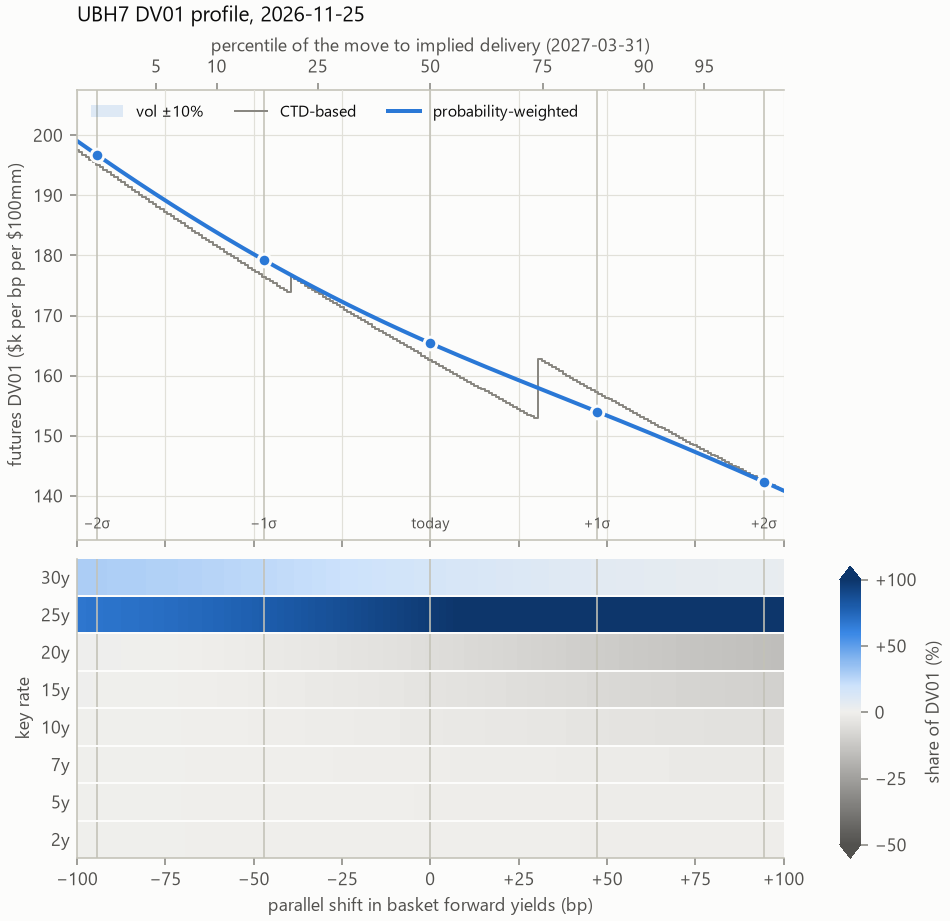 UBH7 DV01 profile, 2026-11-25
percentile of the move to implied delivery (2027-03-31)
5 10 25 50 75 90 95
vol ±10% CTD-based probability-weighted
futures DV01 ($k per bp per $100mm)
200
190
180
170
160
150
140
−2σ −1σ today +1σ +2σ
key rate
30y
25y
20y
15y
10y
7y
5y
2y
−100 −75 −50 −25 0 +25 +50 +75 +100
parallel shift in basket forward yields (bp)
+100
+50
0
−25
−50
share of DV01 (%)